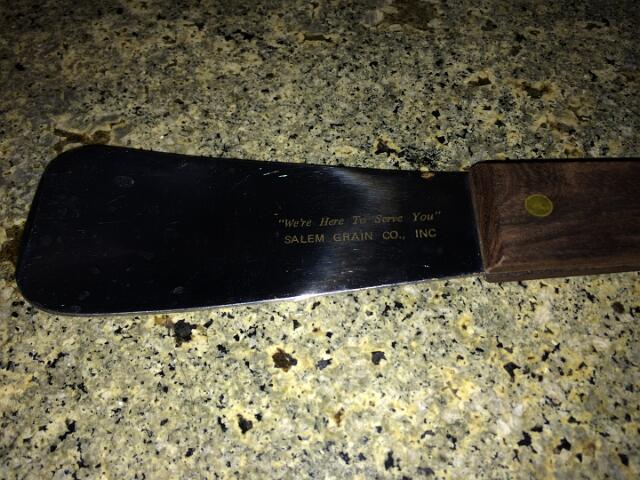 "We're Here To Serve You"
SALEM GRAIN CO., INC